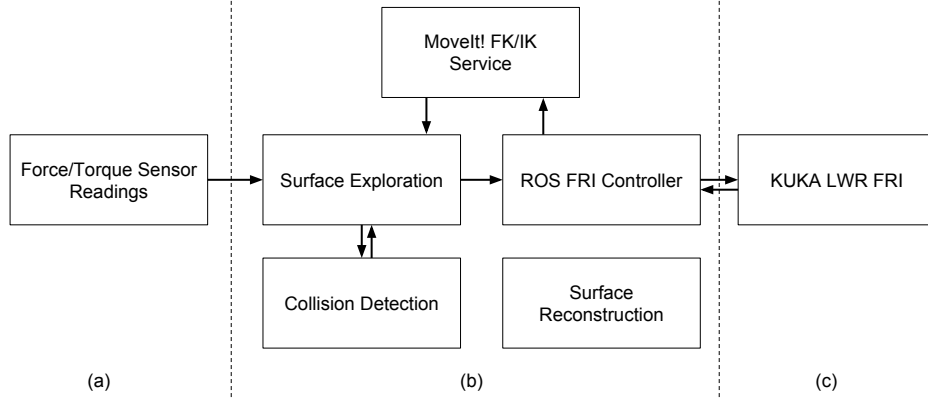 MoveIt! FK/IK
Service
Force/Torque Sensor
Readings
Surface Exploration
ROS FRI Controller
KUKA LWR FRI
Collision Detection
Surface
Reconstruction
(a)
(b)
(c)